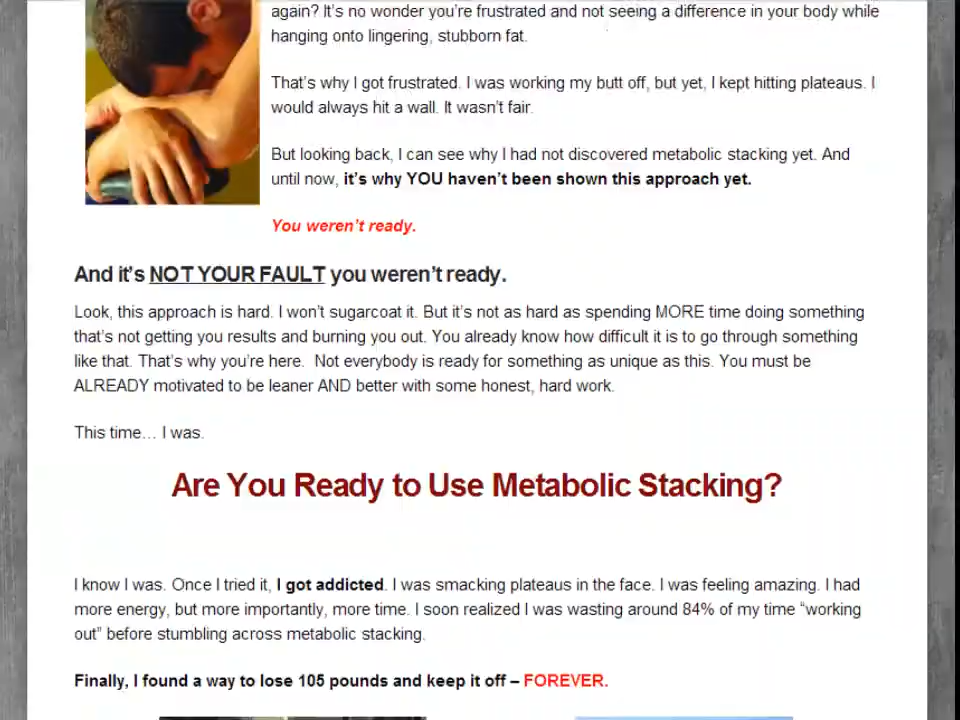 again? It's no wonder you're frustrated and not seeing a difference in your body while
hanging onto lingering, stubborn fat.
That's why I got frustrated. I was working my butt off, but yet, I kept hitting plateaus. I
would always hit a wall. It wasn't fair.
But looking back, I can see why I had not discovered metabolic stacking yet. And
until now, it's why YOU haven't been shown this approach yet.
You weren't ready.
And it's NOT YOUR FAULT you weren't ready.
Look, this approach is hard. I won't sugarcoat it. But it's not as hard as spending MORE time doing something
that's not getting you results and burning you out. You already know how difficult it is to go through something
like that. That's why you're here.  Not everybody is ready for something as unique as this. You must be
ALREADY motivated to be leaner AND better with some honest, hard work.
This time… I was.
Are You Ready to Use Metabolic Stacking?
I know I was. Once I tried it, I got addicted. I was smacking plateaus in the face. I was feeling amazing. I had
more energy, but more importantly, more time. I soon realized I was wasting around 84% of my time “working
out” before stumbling across metabolic stacking.
Finally, I found a way to lose 105 pounds and keep it off – FOREVER.